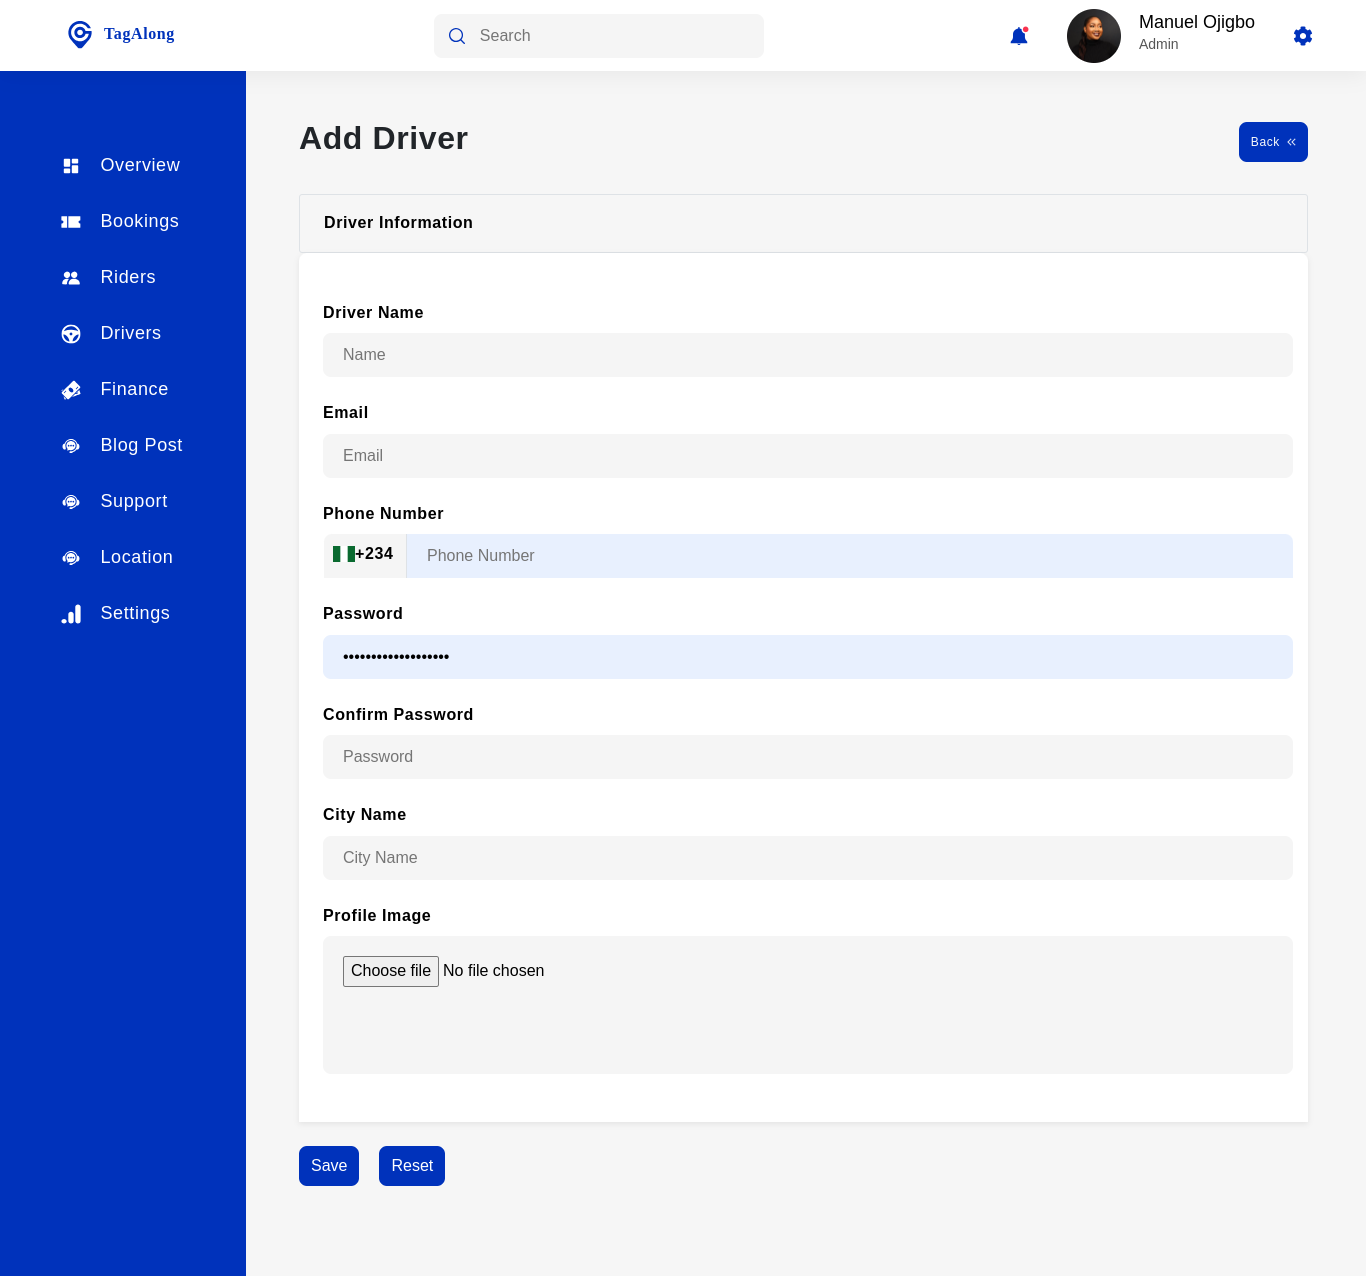 TagAlong
Search
Manuel Ojigbo
Admin
Overview
Bookings
Riders
Drivers
Finance
Blog Post
Support
Location
Settings
Add Driver
Back
Driver Information
Driver Name
Name
Email
Email
Phone Number
+234 Phone Number
Password
•••••••••••••••••••
Confirm Password
Password
City Name
City Name
Profile Image
Choose file No file chosen
Save Reset